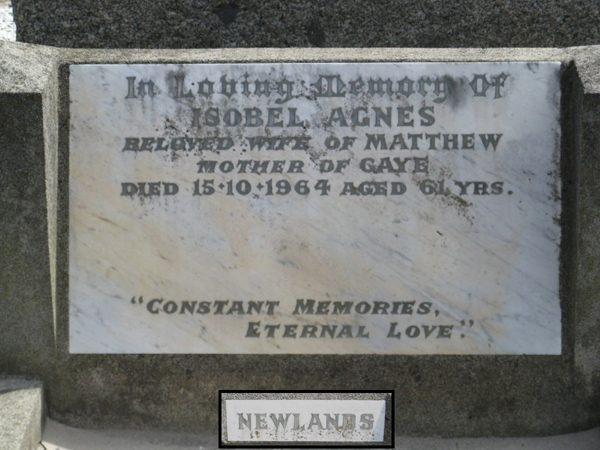 In Loving Memory Of
ISOBEL AGNES
BELOVED WIFE OF MATTHEW
MOTHER OF GAYE
DIED 15·10·1964 AGED 61 YRS.
"CONSTANT MEMORIES,
ETERNAL LOVE."
NEWLANDS